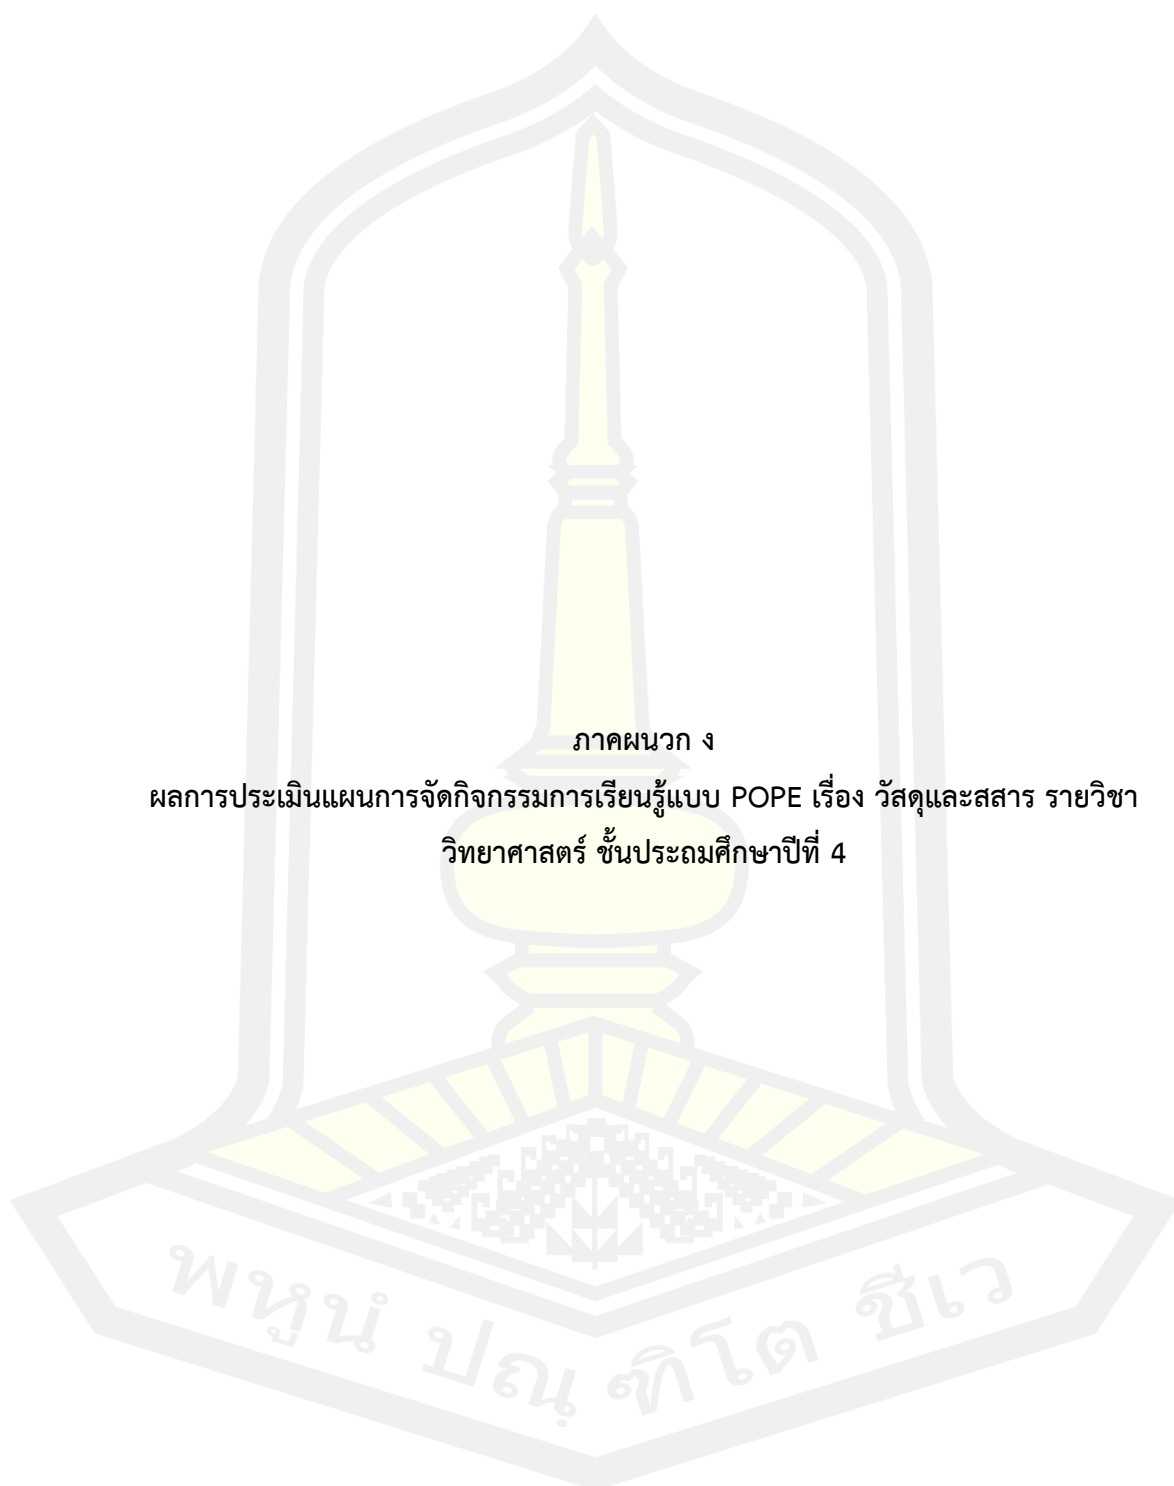 ภาคผนวก ง
ผลการประเมินแผนการจัดกิจกรรมการเรียนรู้แบบ POPE เรื่อง วัสดุและสสาร รายวิชา
วิทยาศาสตร์ ชั้นประถมศึกษาปีที่ 4
พหูนํ ปณฺฑิโต ชีเว